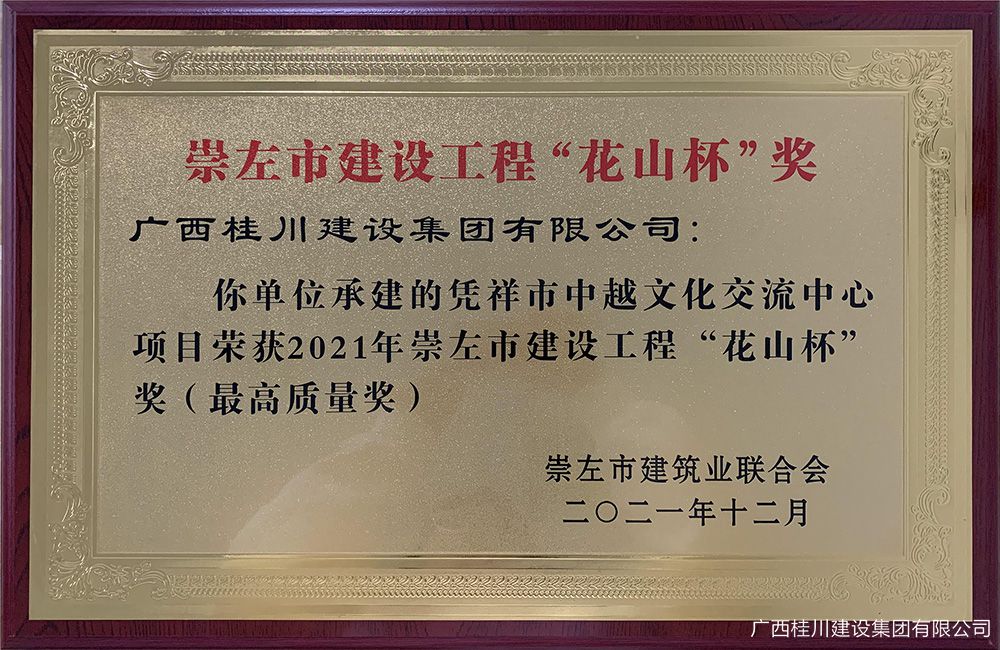 崇左市建设工程“花山杯”奖
广西桂川建设集团有限公司：
你单位承建的凭祥市中越文化交流中心
项目荣获2021年崇左市建设工程“花山杯”
奖（最高质量奖）
崇左市建筑业联合会
二〇二一年十二月
广西桂川建设集团有限公司